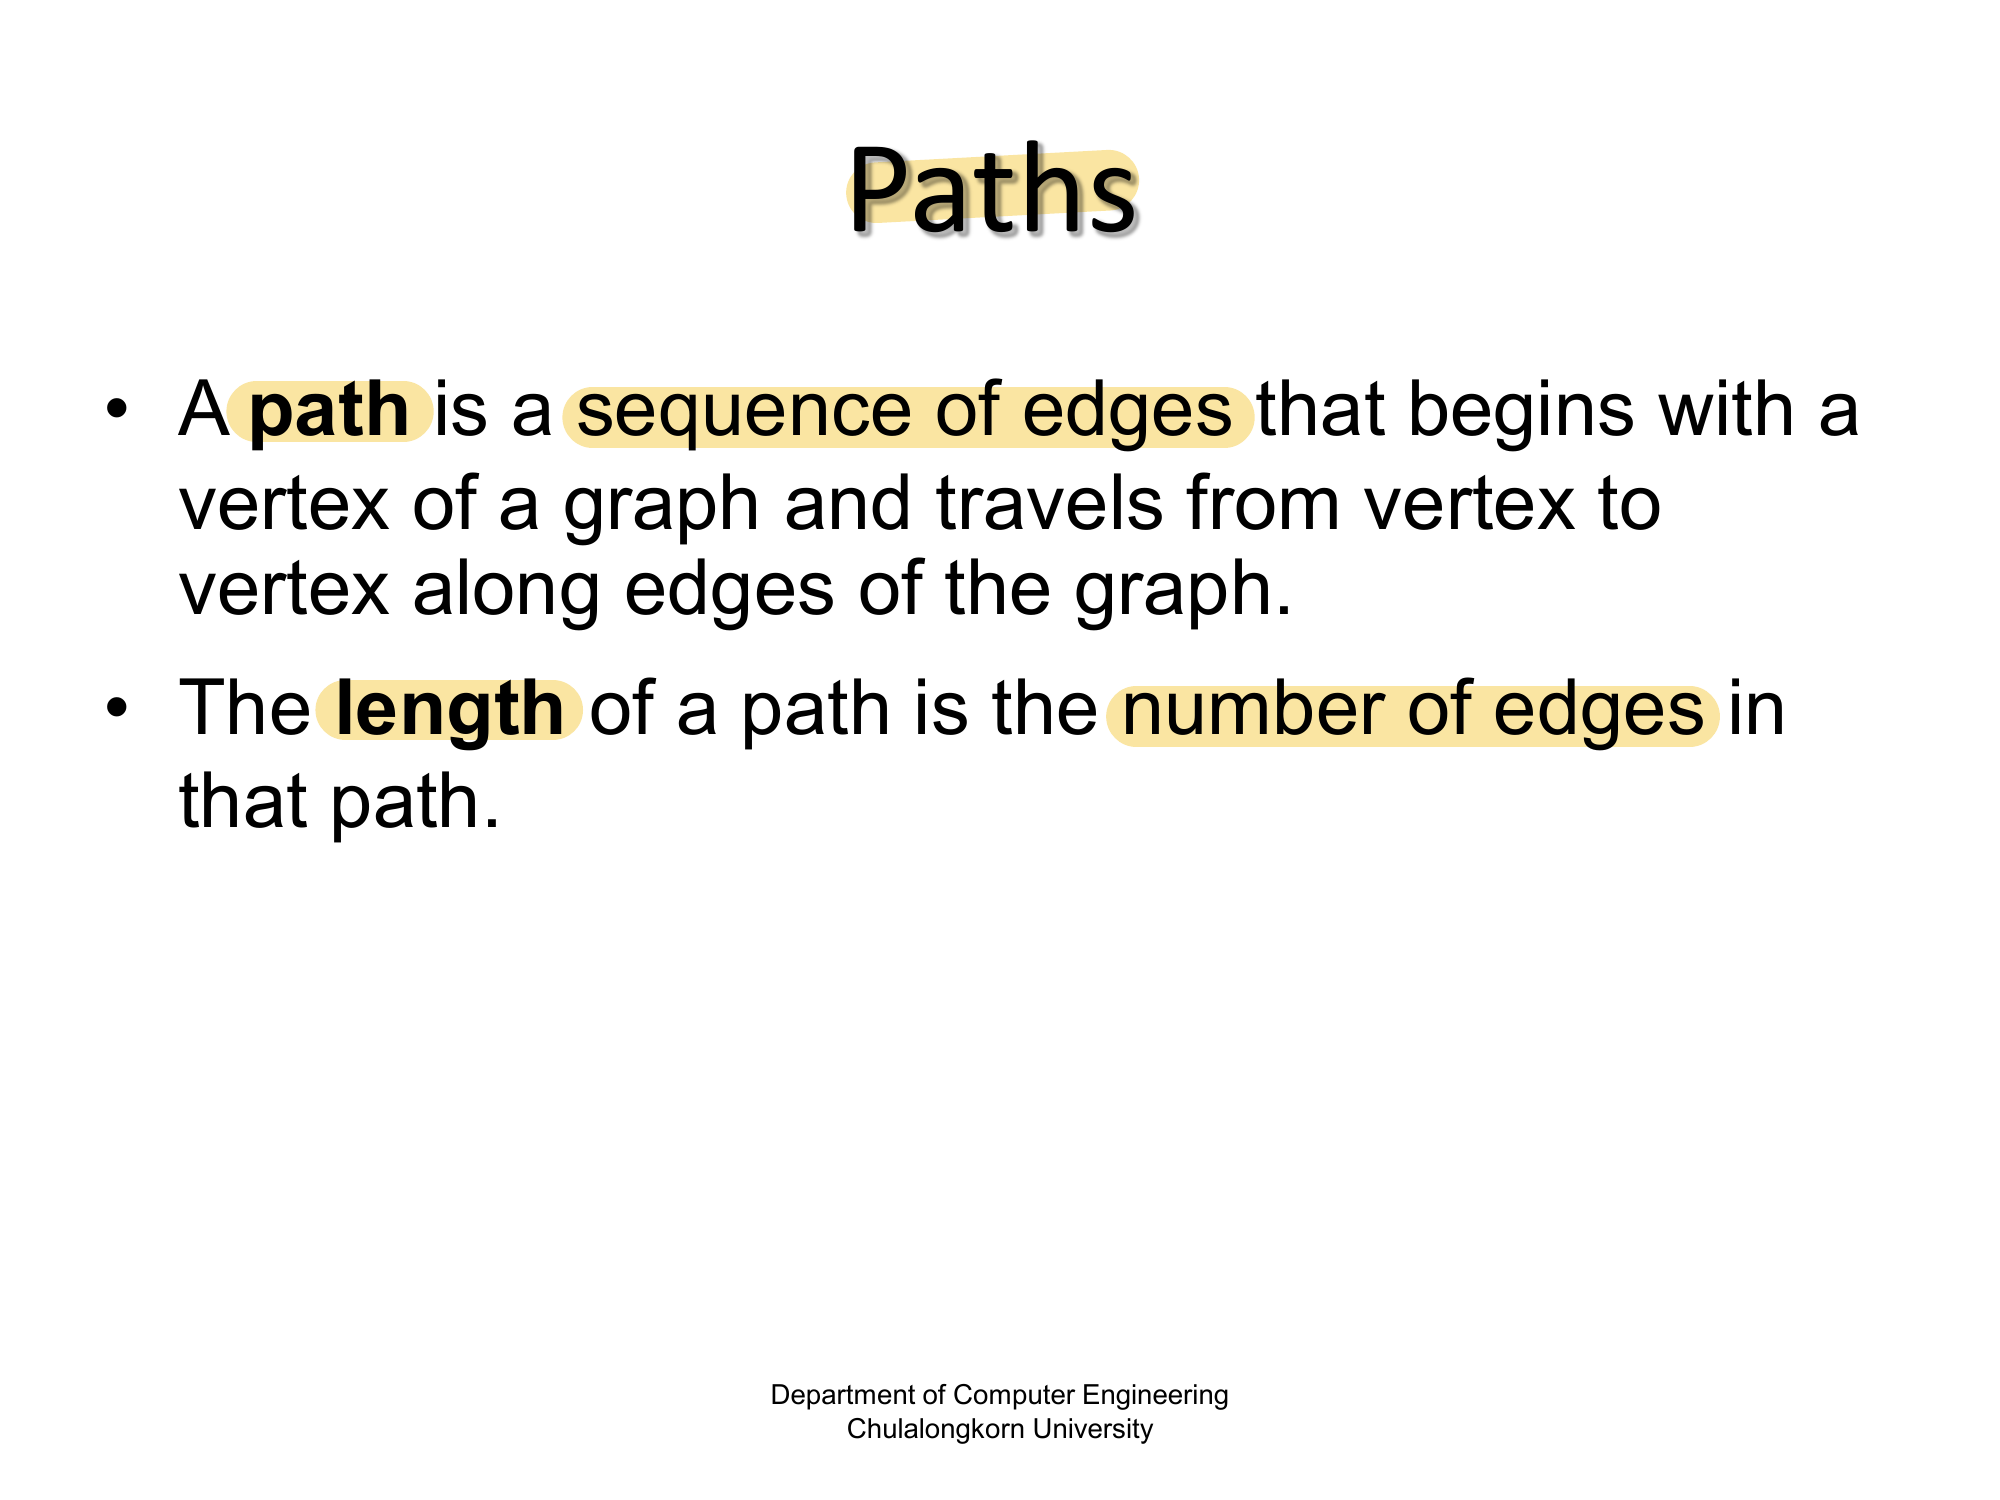 Paths
• A path is a sequence of edges that begins with a
vertex of a graph and travels from vertex to
vertex along edges of the graph.
• The length of a path is the number of edges in
that path.
Department of Computer Engineering
Chulalongkorn University